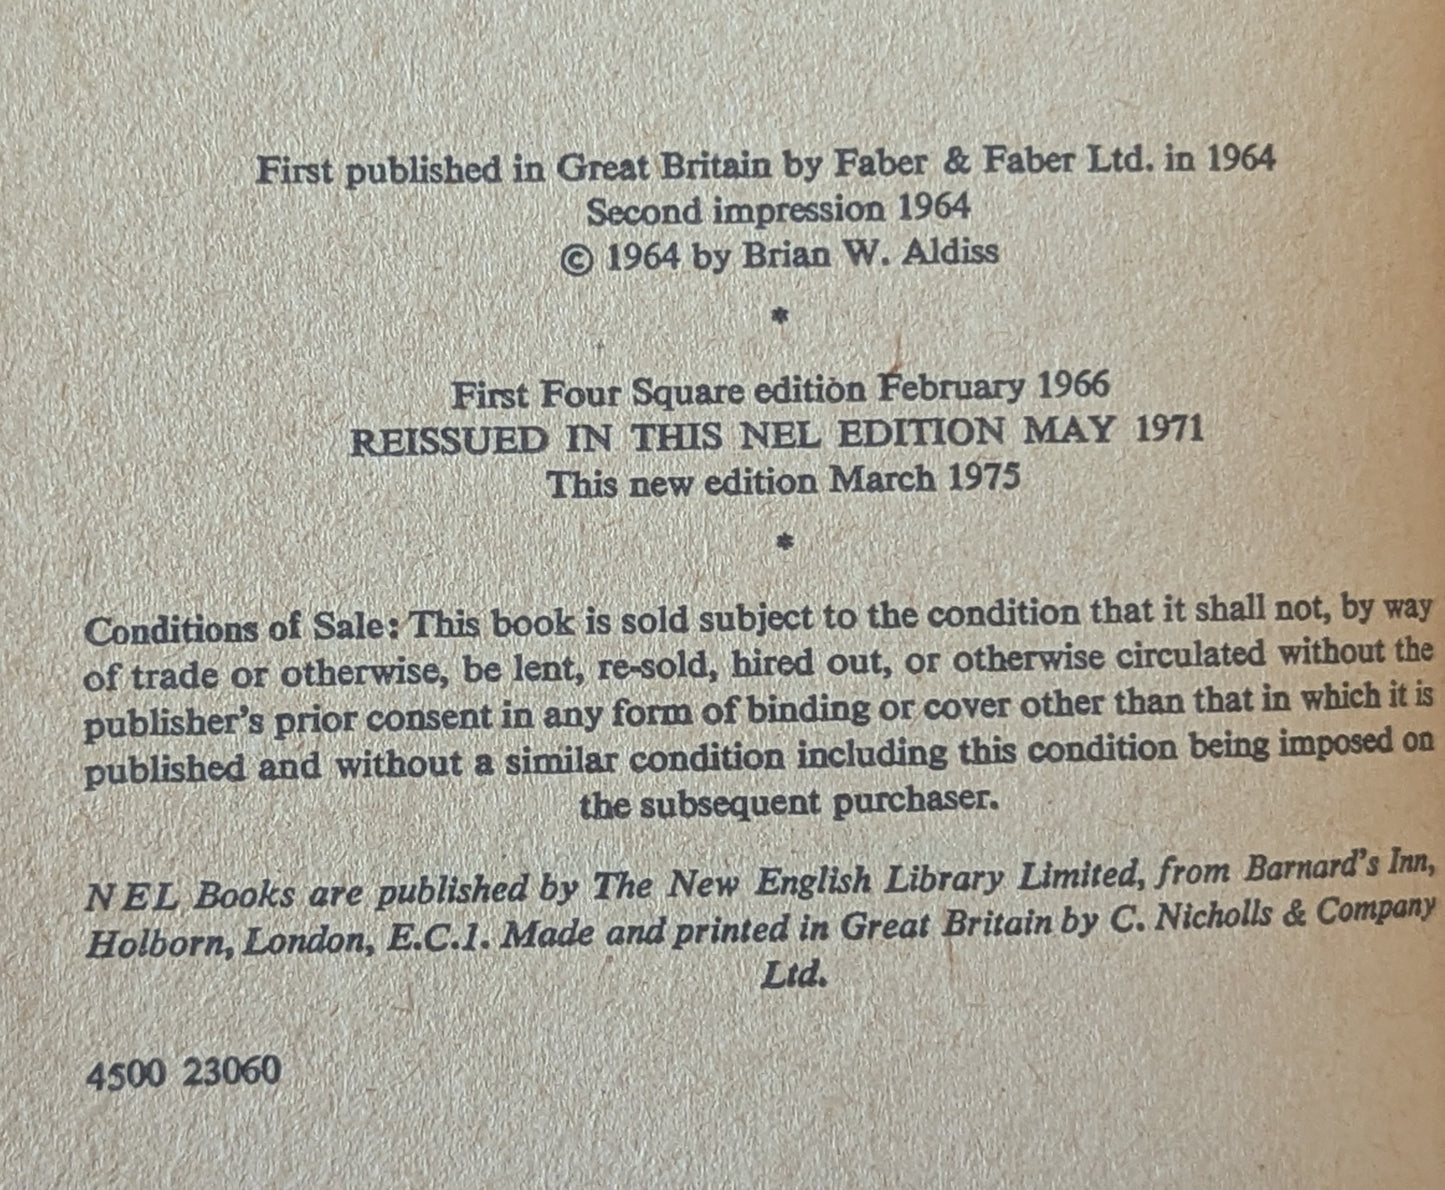 First published in Great Britain by Faber & Faber Ltd. in 1964
Second impression 1964
© 1964 by Brian W. Aldiss
*
First Four Square edition February 1966
REISSUED IN THIS NEL EDITION MAY 1971
This new edition March 1975
*
Conditions of Sale: This book is sold subject to the condition that it shall not, by way
of trade or otherwise, be lent, re-sold, hired out, or otherwise circulated without the
publisher's prior consent in any form of binding or cover other than that in which it is
published and without a similar condition including this condition being imposed on
the subsequent purchaser.
NEL Books are published by The New English Library Limited, from Barnard's Inn,
Holborn, London, E.C.1. Made and printed in Great Britain by C. Nicholls & Company
Ltd.
4500 23060